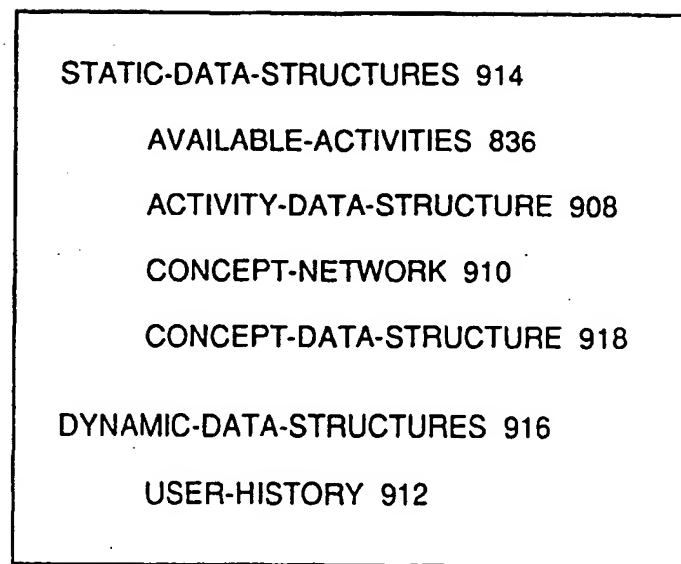 STATIC-DATA-STRUCTURES 914
AVAILABLE-ACTIVITIES 836
ACTIVITY-DATA-STRUCTURE 908
CONCEPT-NETWORK 910
CONCEPT-DATA-STRUCTURE 918
DYNAMIC-DATA-STRUCTURES 916
USER-HISTORY 912